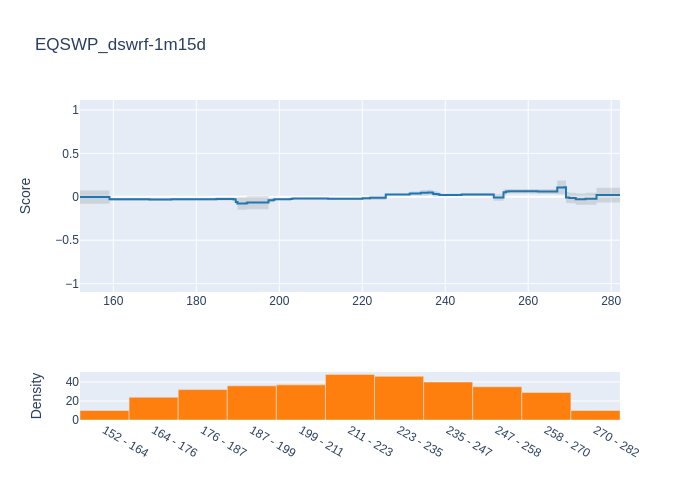 EQSWP_dswrf-1m15d
1
0.5
0
−0.5
−1
Score
160 180 200 220 240 260 280
40
20
0
Density
152 - 164 164 - 176 176 - 187 187 - 199 199 - 211 211 - 223 223 - 235 235 - 247 247 - 258 258 - 270 270 - 282